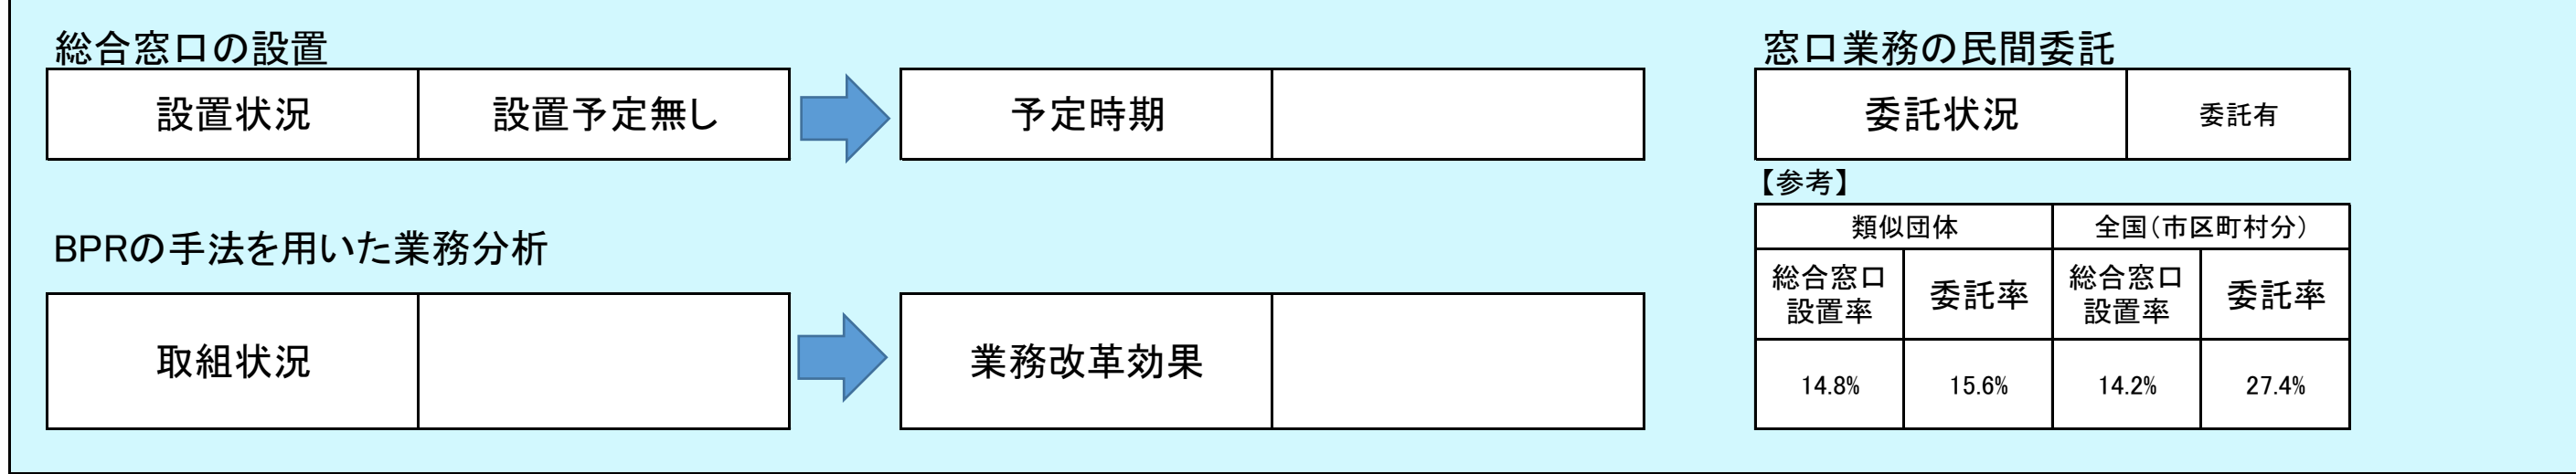 総合窓口の設置
設置状況 設置予定無し 予定時期
BPRの手法を用いた業務分析
取組状況 業務改革効果
窓口業務の民間委託
委託状況 委託有
【参考】
類似団体 全国(市区町村分)
総合窓口
設置率 委託率 総合窓口
設置率 委託率
14.8% 15.6% 14.2% 27.4%